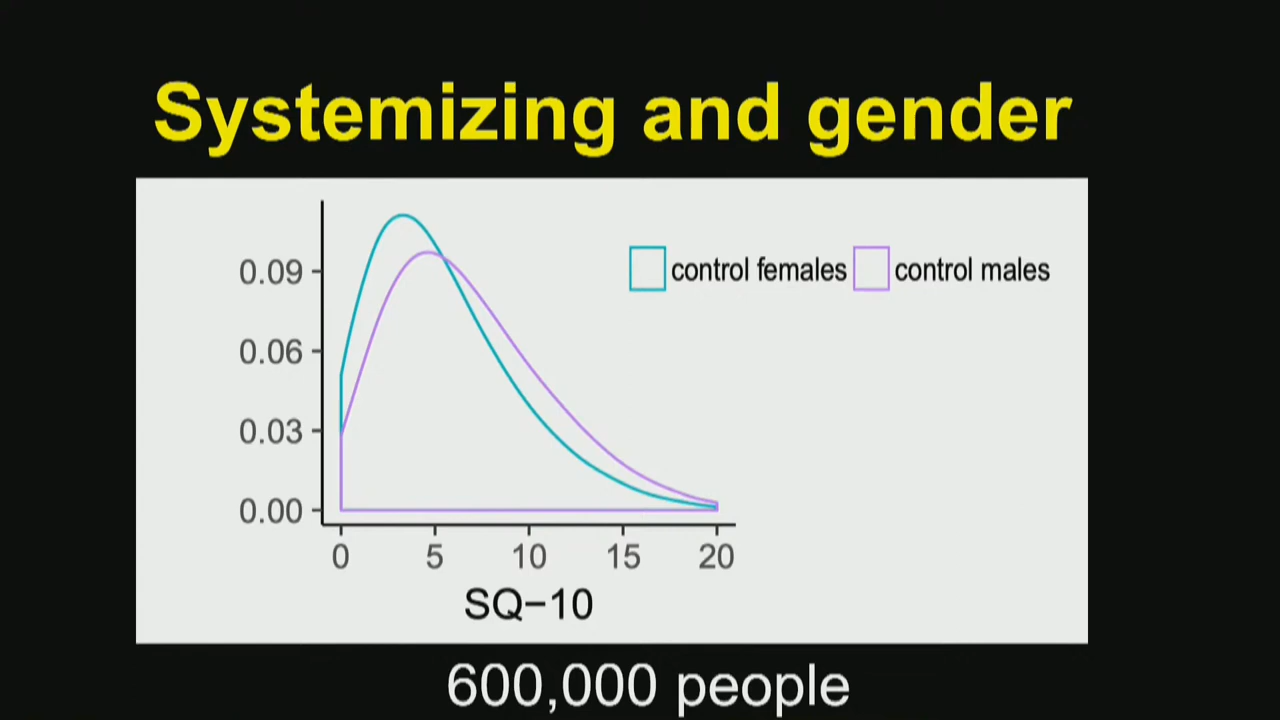 Systemizing and gender
control females control males
0.09
0.06
0.03
0.00
0 5 10 15 20
SQ−10
600,000 people